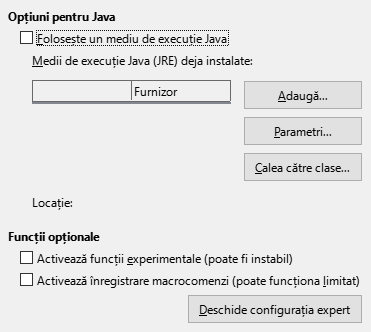 Opțiuni pentru Java
Folosește un mediu de execuție Java
Medii de execuție Java (JRE) deja instalate:
Furnizor
Adaugă...
Parametri...
Calea către clase...
Locație:
Funcții opționale
Activează funcții experimentale (poate fi instabil)
Activează înregistrare macrocomenzi (poate funcționa limitat)
Deschide configurația expert